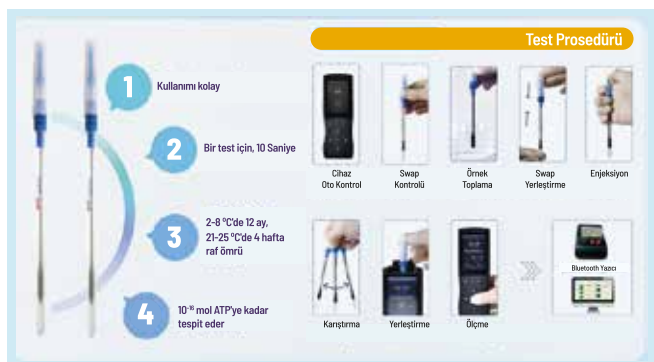 Test Prosedürü
1
Kullanımı kolay
2
Bir test için, 10 Saniye
3
2-8 °C'de 12 ay,
21-25 °C'de 4 hafta
raf ömrü
4
10⁻¹⁸ mol ATP'ye kadar
tespit eder
Cihaz
Oto Kontrol
Swap
Kontrolü
Örnek
Toplama
Swap
Yerleştirme
Enjeksiyon
Karıştırma
Yerleştirme
Ölçme
Bluetooth Yazıcı